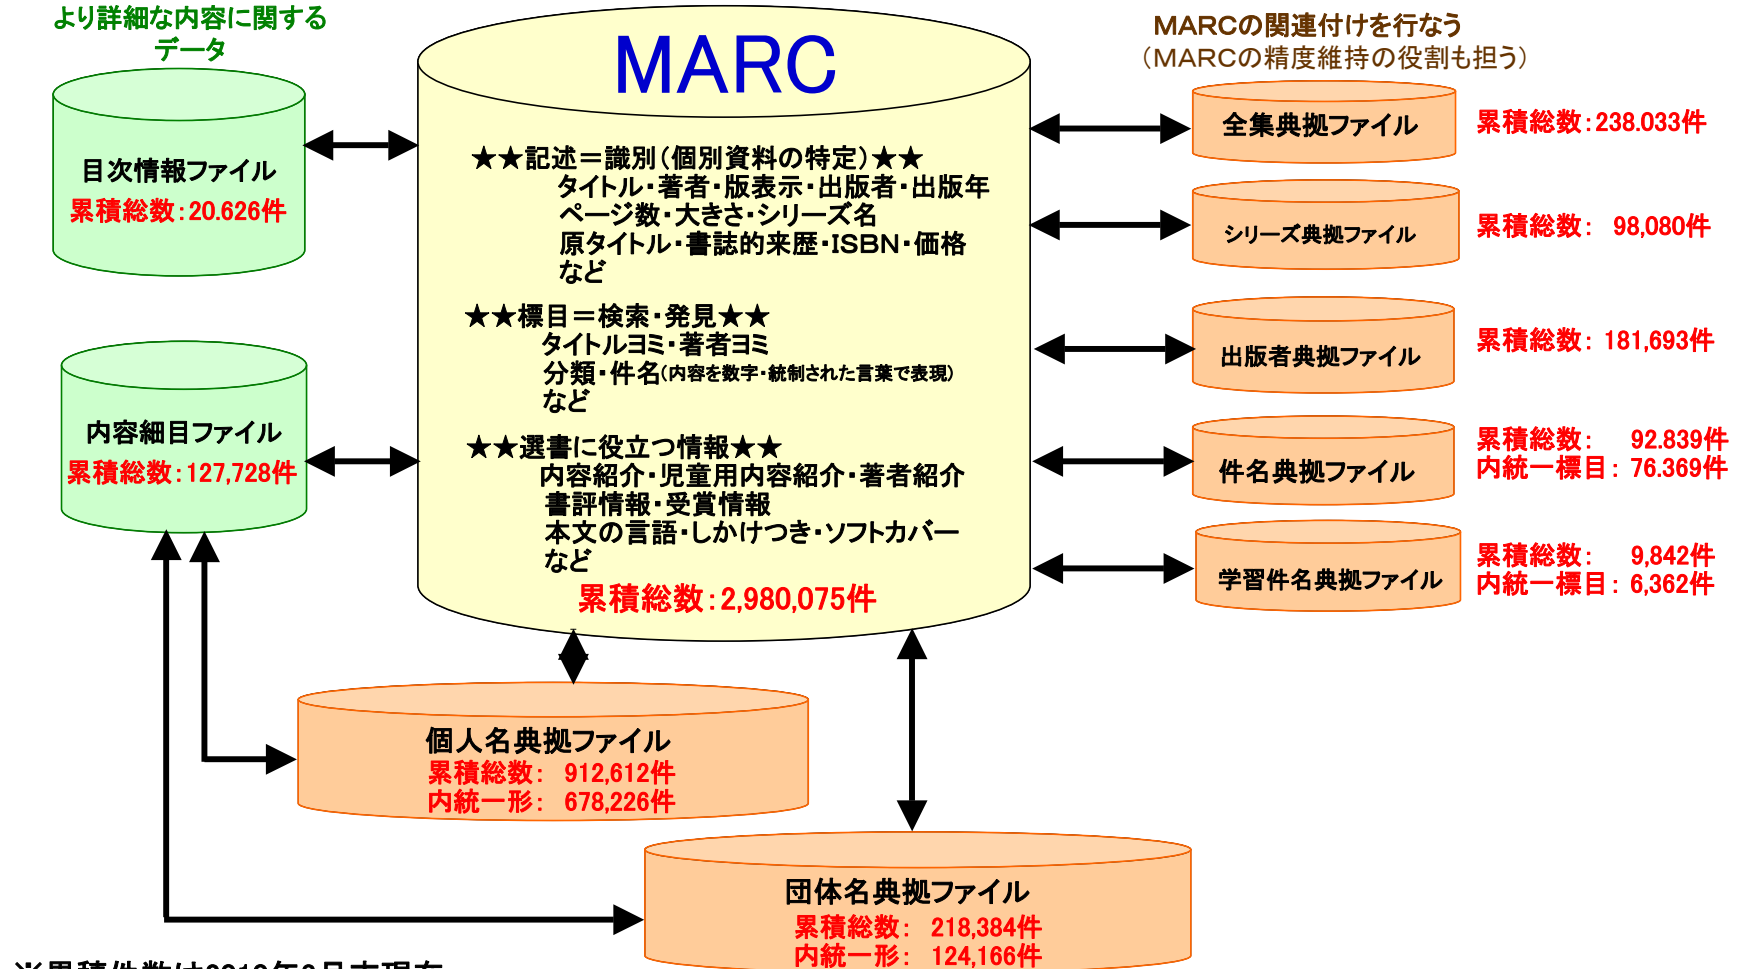 より詳細な内容に関する
データ
目次情報ファイル
累積総数：20.626件
内容細目ファイル
累積総数：127,728件
MARC
★★記述＝識別（個別資料の特定）★★
タイトル・著者・版表示・出版者・出版年
ページ数・大きさ・シリーズ名
原タイトル・書誌的来歴・ISBN・価格
など
★★標目＝検索・発見★★
タイトルヨミ・著者ヨミ
分類・件名（内容を数字・統制された言葉で表現）
など
★★選書に役立つ情報★★
内容紹介・児童用内容紹介・著者紹介
書評情報・受賞情報
本文の言語・しかけつき・ソフトカバー
など
累積総数：2,980,075件
MARCの関連付けを行なう
（MARCの精度維持の役割も担う）
全集典拠ファイル
累積総数：238.033件
シリーズ典拠ファイル
累積総数： 98,080件
出版者典拠ファイル
累積総数： 181,693件
件名典拠ファイル
累積総数： 92.839件
内統一標目： 76.369件
学習件名典拠ファイル
累積総数： 9,842件
内統一標目： 6,362件
個人名典拠ファイル
累積総数： 912,612件
内統一形： 678,226件
団体名典拠ファイル
累積総数： 218,384件
内統一形： 124,166件